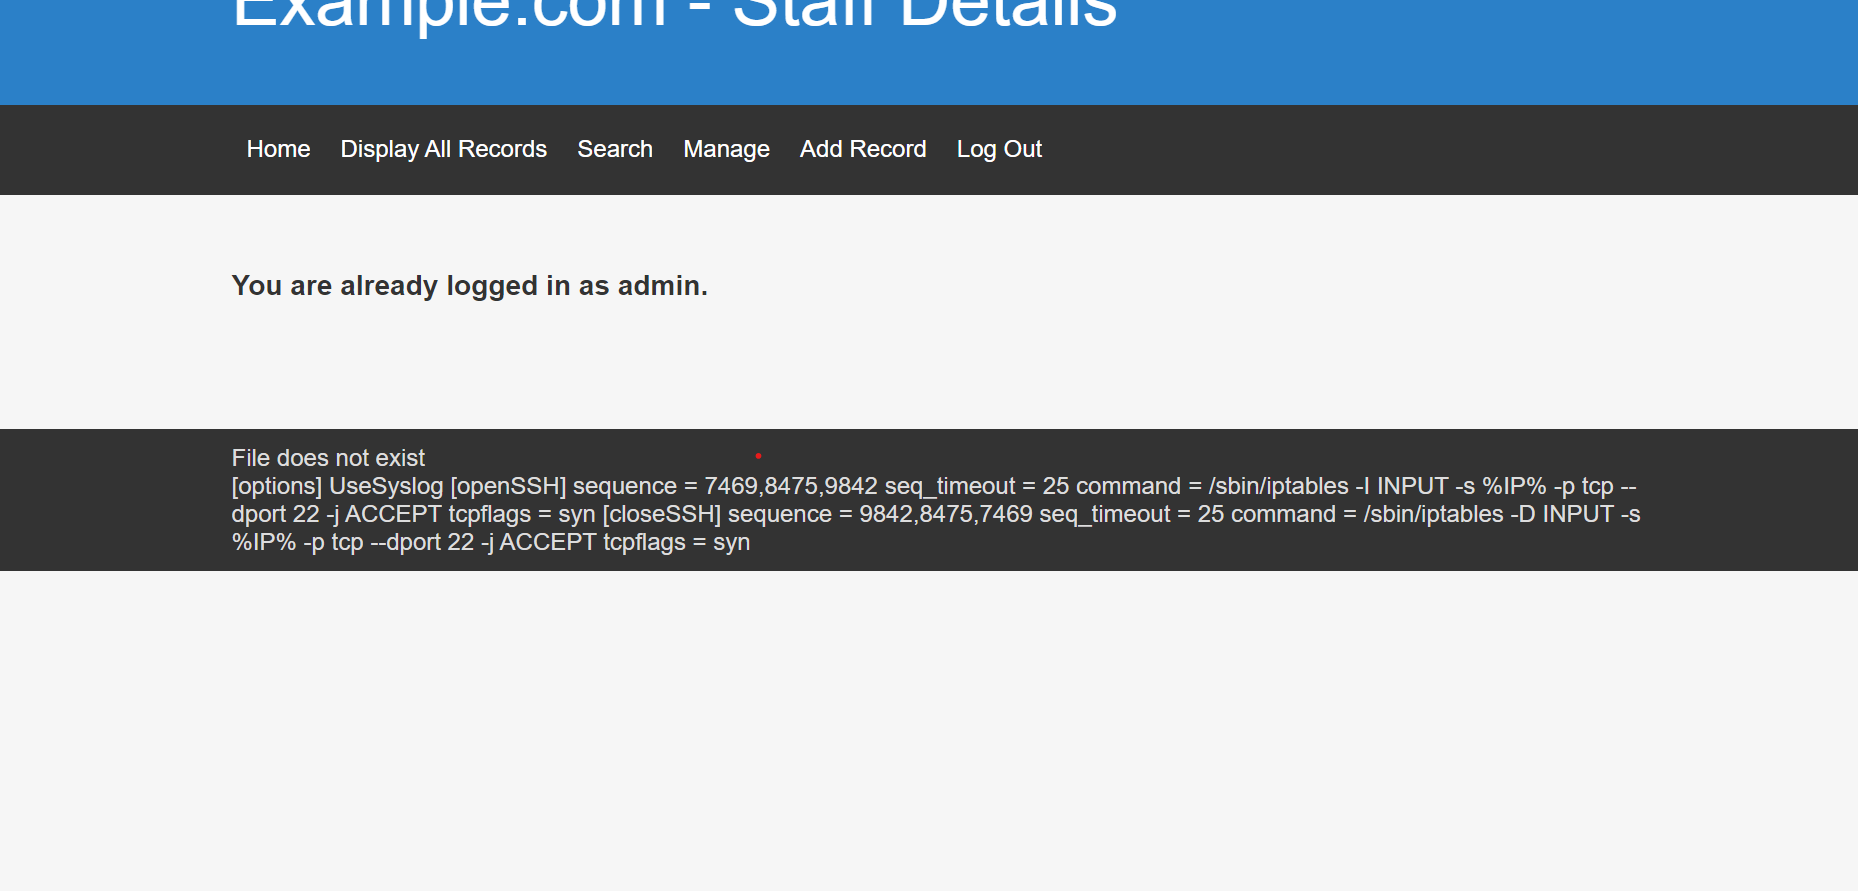 Example.com - Staff Details
Home Display All Records Search Manage Add Record Log Out
You are already logged in as admin.
File does not exist
[options] UseSyslog [openSSH] sequence = 7469,8475,9842 seq_timeout = 25 command = /sbin/iptables -I INPUT -s %IP% -p tcp --
dport 22 -j ACCEPT tcpflags = syn [closeSSH] sequence = 9842,8475,7469 seq_timeout = 25 command = /sbin/iptables -D INPUT -s
%IP% -p tcp --dport 22 -j ACCEPT tcpflags = syn